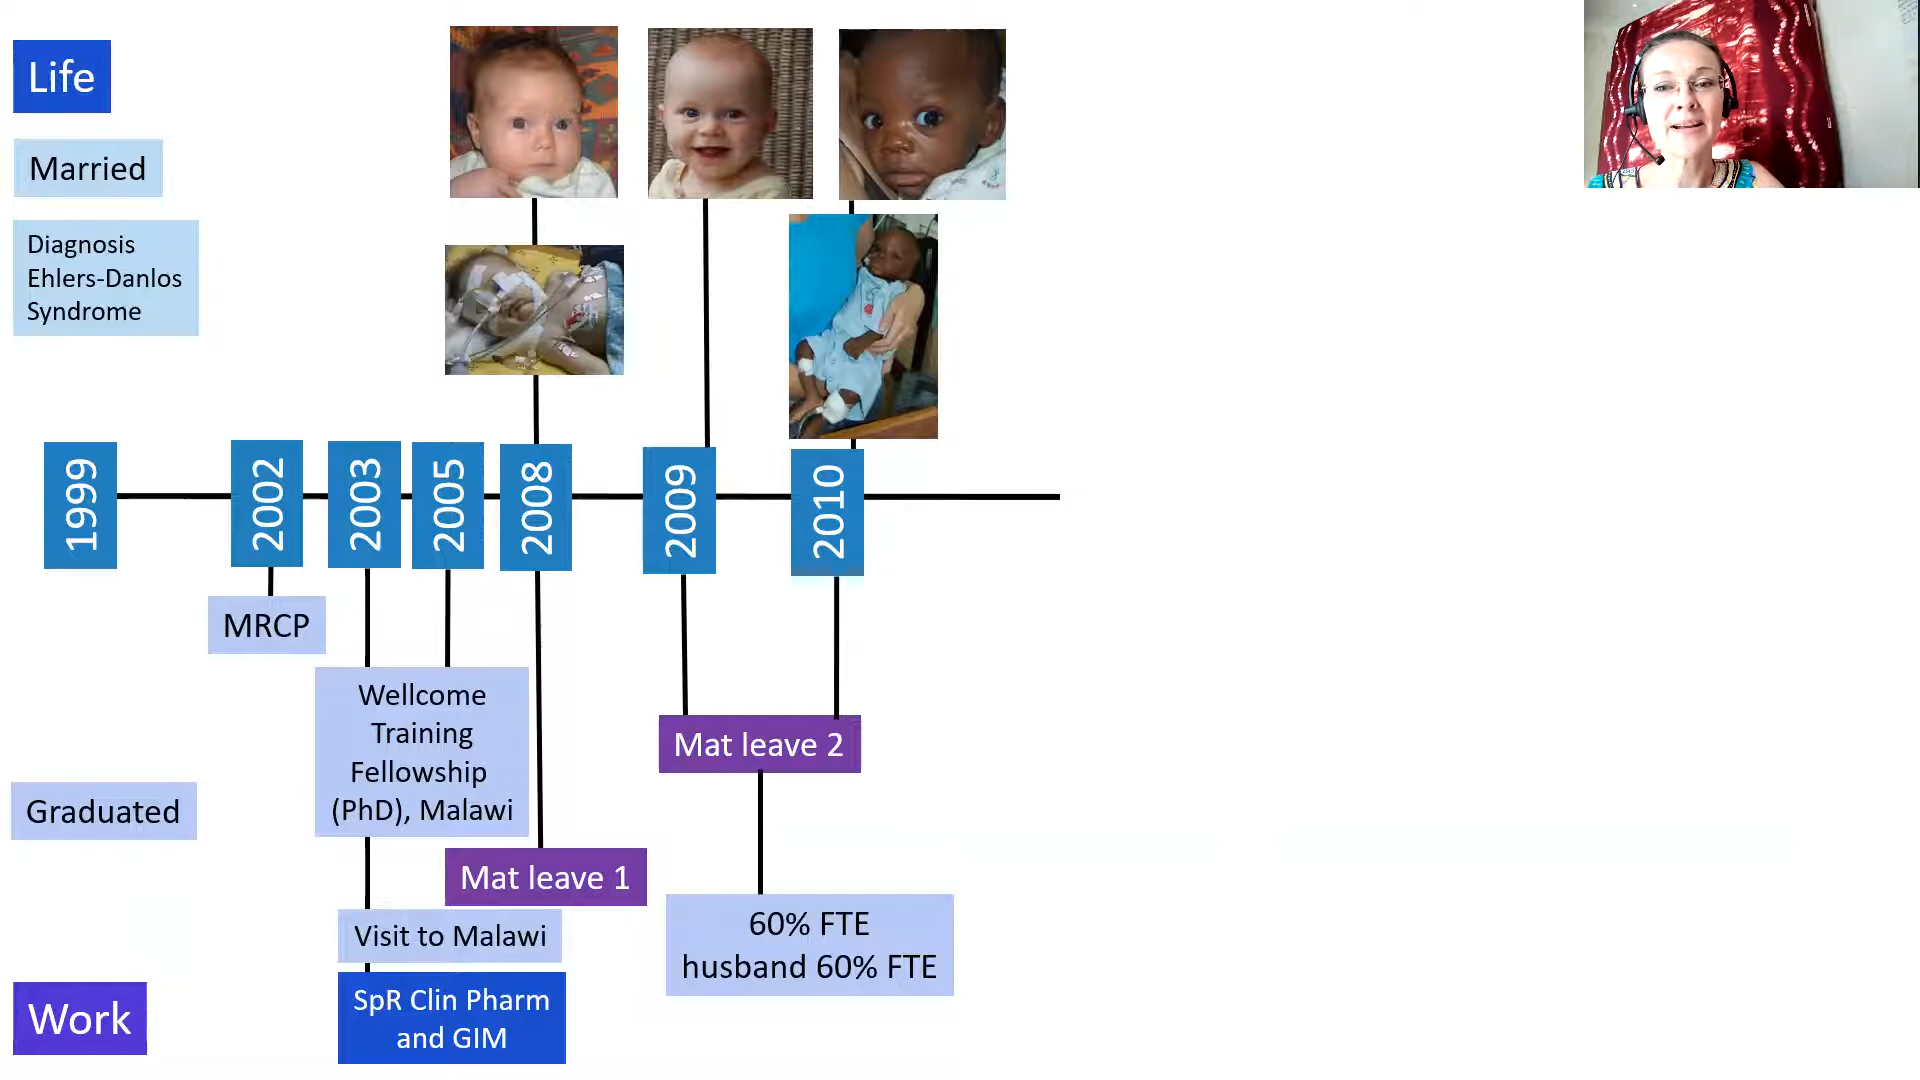 Life
Married
Diagnosis
Ehlers-Danlos
Syndrome
1999
2002
2003
2005
2008
2009
2010
MRCP
Wellcome
Training
Fellowship
(PhD), Malawi
Mat leave 2
Graduated
Mat leave 1
Visit to Malawi
60% FTE
husband 60% FTE
Work
SpR Clin Pharm
and GIM